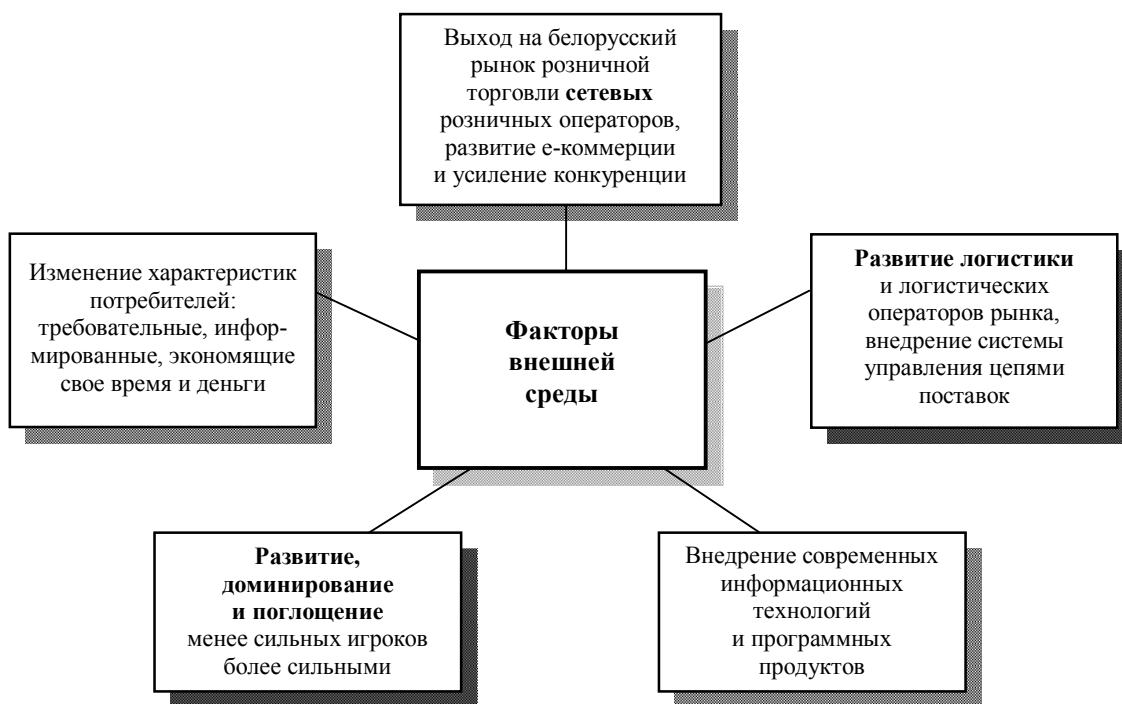 Выход на белорусский
рынок розничной
торговли сетевых
розничных операторов,
развитие е-коммерции
и усиление конкуренции
Изменение характеристик
потребителей:
требовательные, инфор-
мированные, экономящие
свое время и деньги
Факторы
внешней
среды
Развитие логистики
и логистических
операторов рынка,
внедрение системы
управления цепями
поставок
Развитие,
доминирование
и поглощение
менее сильных игроков
более сильными
Внедрение современных
информационных
технологий
и программных
продуктов